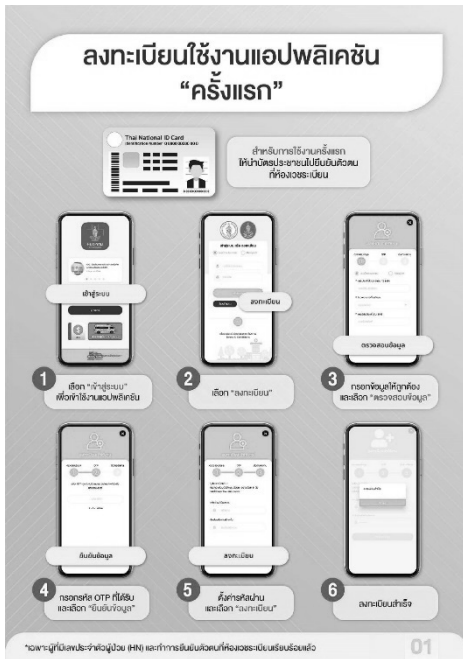 ลงทะเบียนใช้งานแอปพลิเคชัน
“ครั้งแรก”
Thai National ID Card
สำหรับการใช้งานครั้งแรก
ให้นำบัตรประชาชนไปยืนยันตัวตน
ที่ห้องเวชระเบียน
เข้าสู่ระบบ
ลงทะเบียน
ตรวจสอบข้อมูล
1
เลือก “เข้าสู่ระบบ”
เพื่อเข้าใช้งานแอปพลิเคชัน
2
เลือก “ลงทะเบียน”
3
กรอกข้อมูลให้ถูกต้อง
และเลือก “ตรวจสอบข้อมูล”
OTP
OTP
ยืนยันข้อมูล
ลงทะเบียน
4
กรอกรหัส OTP ที่ได้รับ
และเลือก “ยืนยันข้อมูล”
5
ตั้งค่ารหัสผ่าน
และเลือก “ลงทะเบียน”
6
ลงทะเบียนสำเร็จ
*เฉพาะผู้ที่มีเลขประจำตัวผู้ป่วย (HN) และทำการยืนยันตัวตนที่ห้องเวชระเบียนเรียบร้อยแล้ว
01